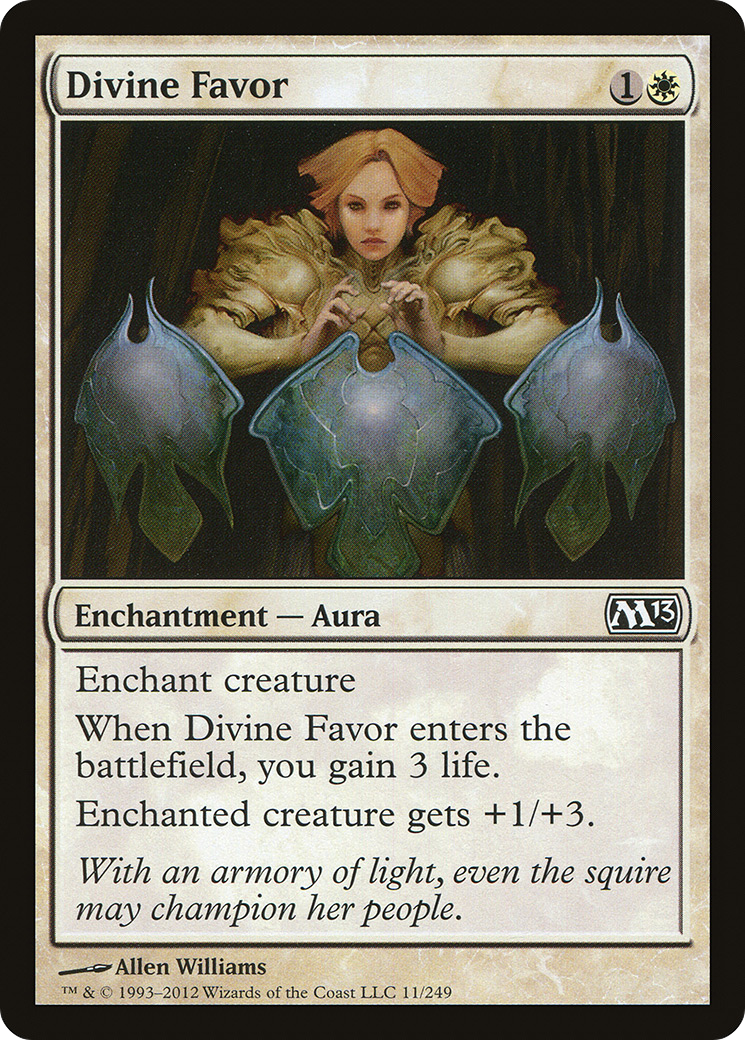 Divine Favor 1
Enchantment — Aura M13
Enchant creature
When Divine Favor enters the
battlefield, you gain 3 life.
Enchanted creature gets +1/+3.
With an armory of light, even the squire
may champion her people.
Allen Williams
™ & © 1993–2012 Wizards of the Coast LLC 11/249